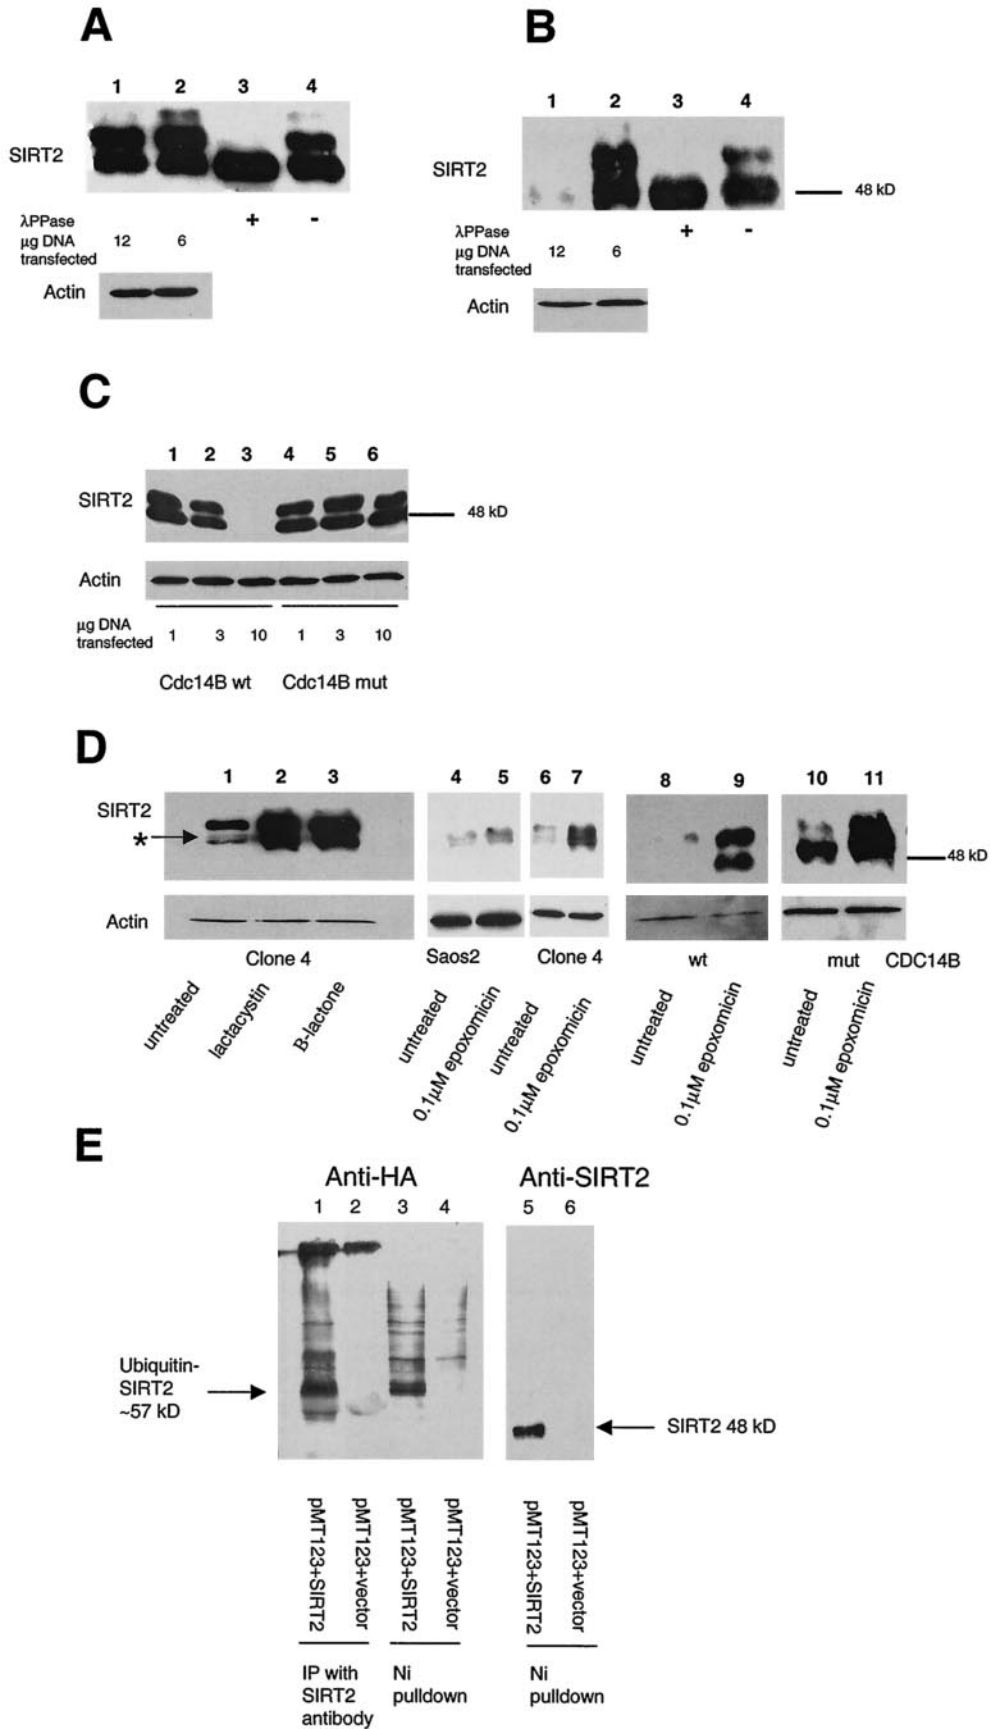 A
1 2 3 4
SIRT2
λPPase + -
µg DNA
transfected 12 6
Actin
B
1 2 3 4
SIRT2
48 kD
λPPase + -
µg DNA
transfected 12 6
Actin
C
1 2 3 4 5 6
SIRT2
48 kD
Actin
µg DNA
transfected 1 3 10 1 3 10
Cdc14B wt Cdc14B mut
D
1 2 3 4 5 6 7 8 9 10 11
SIRT2
*
48 kD
Actin
Clone 4 Saos2 Clone 4 wt mut CDC14B
untreated
lactacystin
B-lactone
untreated
0.1µM epoxomicin
untreated
0.1µM epoxomicin
untreated
0.1µM epoxomicin
untreated
0.1µM epoxomicin
E
Anti-HA Anti-SIRT2
1 2 3 4 5 6
Ubiquitin-
SIRT2
~57 kD
SIRT2 48 kD
pMT123+SIRT2
pMT123+vector
pMT123+SIRT2
pMT123+vector
pMT123+SIRT2
pMT123+vector
IP with
SIRT2
antibody
Ni
pulldown
Ni
pulldown